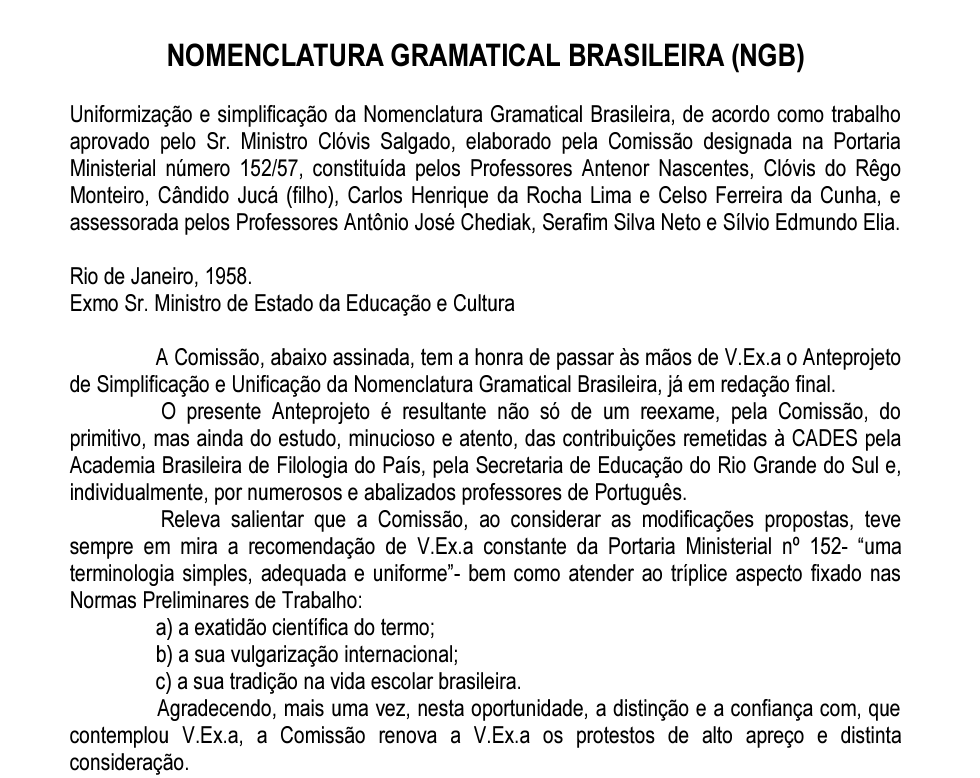 NOMENCLATURA GRAMATICAL BRASILEIRA (NGB)
Uniformização e simplificação da Nomenclatura Gramatical Brasileira, de acordo como trabalho
aprovado pelo Sr. Ministro Clóvis Salgado, elaborado pela Comissão designada na Portaria
Ministerial número 152/57, constituída pelos Professores Antenor Nascentes, Clóvis do Rêgo
Monteiro, Cândido Jucá (filho), Carlos Henrique da Rocha Lima e Celso Ferreira da Cunha, e
assessorada pelos Professores Antônio José Chediak, Serafim Silva Neto e Sílvio Edmundo Elia.
Rio de Janeiro, 1958.
Exmo Sr. Ministro de Estado da Educação e Cultura
A Comissão, abaixo assinada, tem a honra de passar às mãos de V.Ex.a o Anteprojeto
de Simplificação e Unificação da Nomenclatura Gramatical Brasileira, já em redação final.
O presente Anteprojeto é resultante não só de um reexame, pela Comissão, do
primitivo, mas ainda do estudo, minucioso e atento, das contribuições remetidas à CADES pela
Academia Brasileira de Filologia do País, pela Secretaria de Educação do Rio Grande do Sul e,
individualmente, por numerosos e abalizados professores de Português.
Releva salientar que a Comissão, ao considerar as modificações propostas, teve
sempre em mira a recomendação de V.Ex.a constante da Portaria Ministerial nº 152- “uma
terminologia simples, adequada e uniforme”- bem como atender ao tríplice aspecto fixado nas
Normas Preliminares de Trabalho:
a) a exatidão científica do termo;
b) a sua vulgarização internacional;
c) a sua tradição na vida escolar brasileira.
Agradecendo, mais uma vez, nesta oportunidade, a distinção e a confiança com, que
contemplou V.Ex.a, a Comissão renova a V.Ex.a os protestos de alto apreço e distinta
consideração.